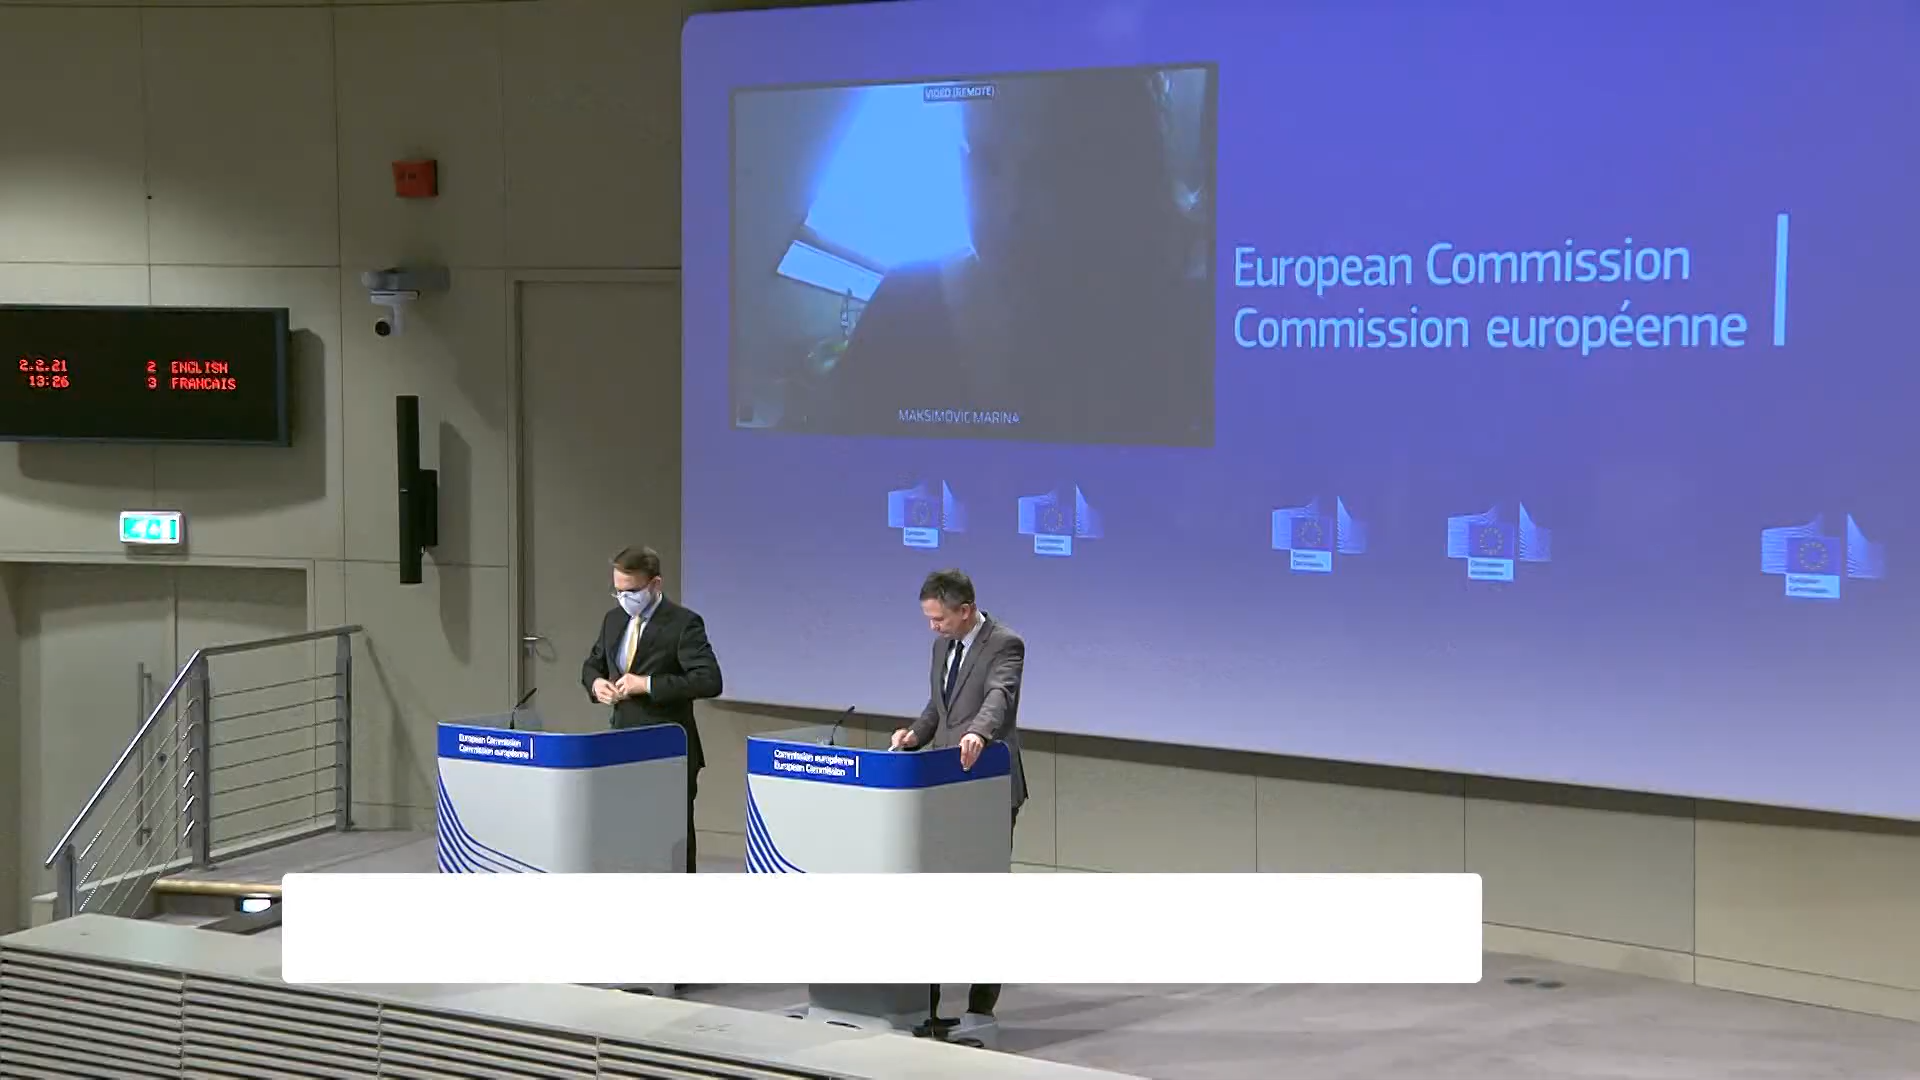 VIDEO (REMOTE)
MAKSIMOVIC MARINA
European Commission
Commission européenne
2.2.21 2 ENGLISH
13:26 3 FRANCAIS
European Commission
Commission européenne
Commission européenne
European Commission